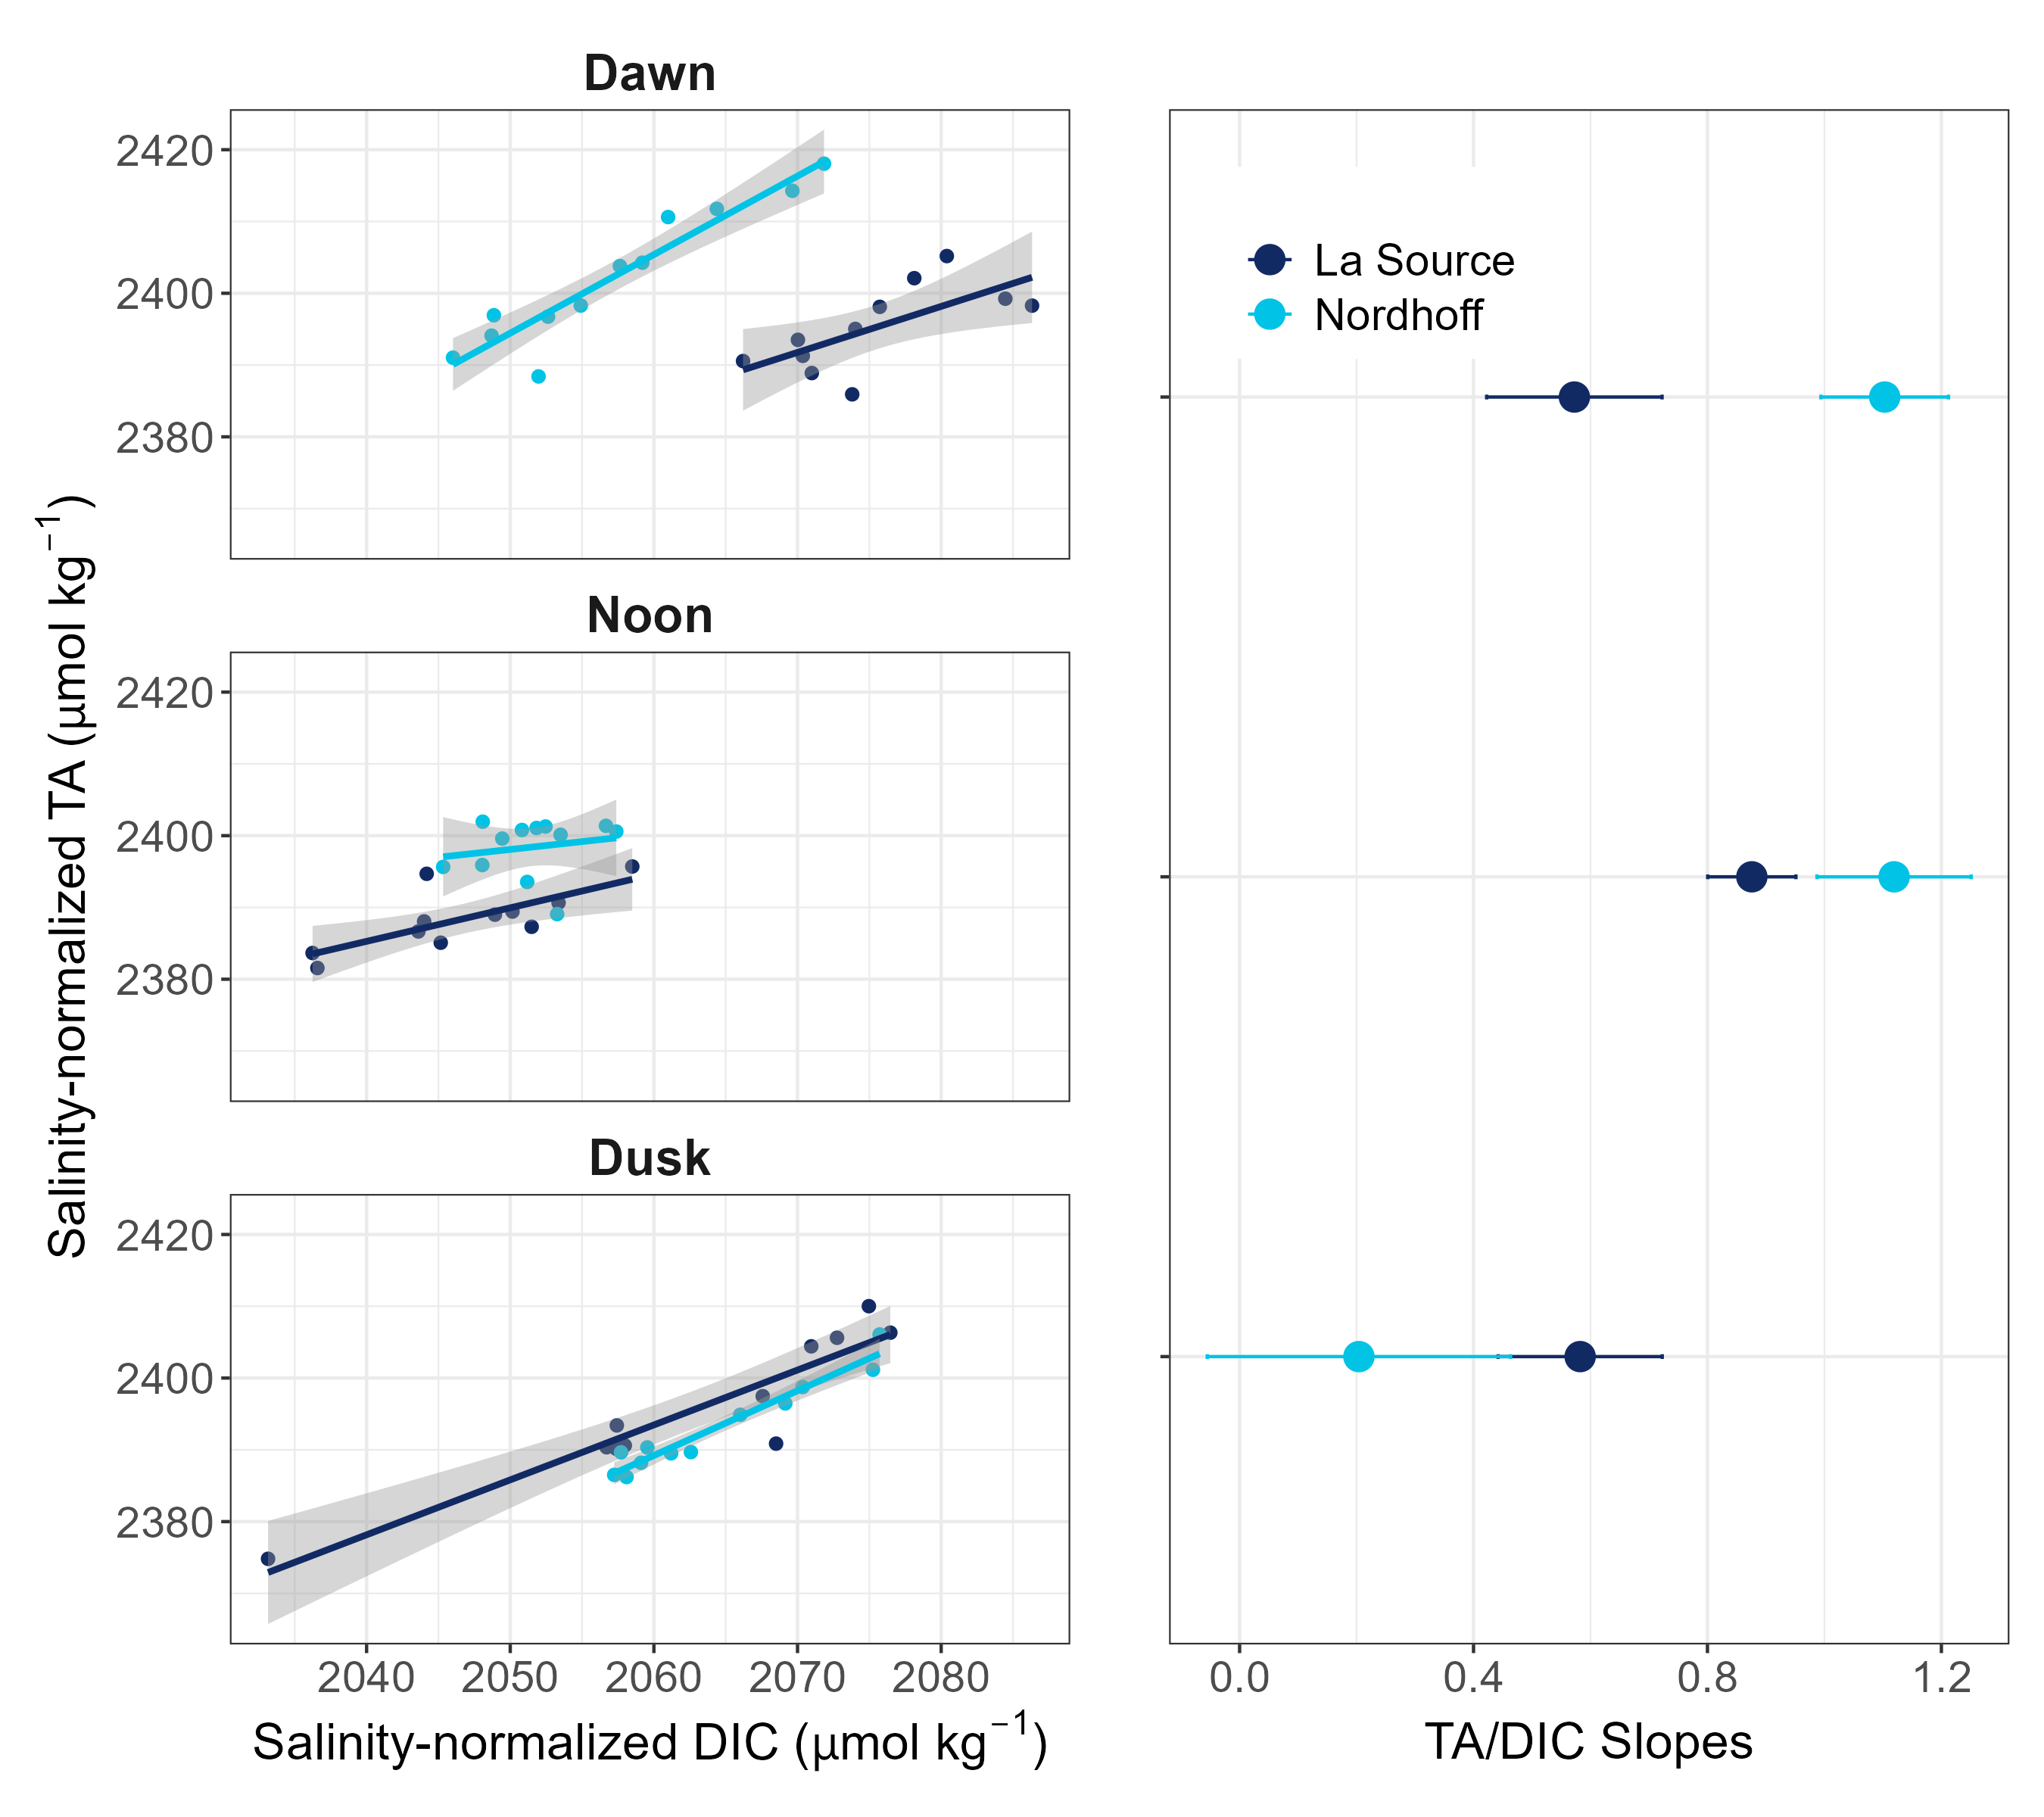 Dawn
2420
2400
2380
Noon
2420
2400
2380
Dusk
2420
2400
2380
2040 2050 2060 2070 2080
Salinity-normalized DIC (µmol kg⁻¹)
Salinity-normalized TA (µmol kg⁻¹)
La Source
Nordhoff
0.0 0.4 0.8 1.2
TA/DIC Slopes